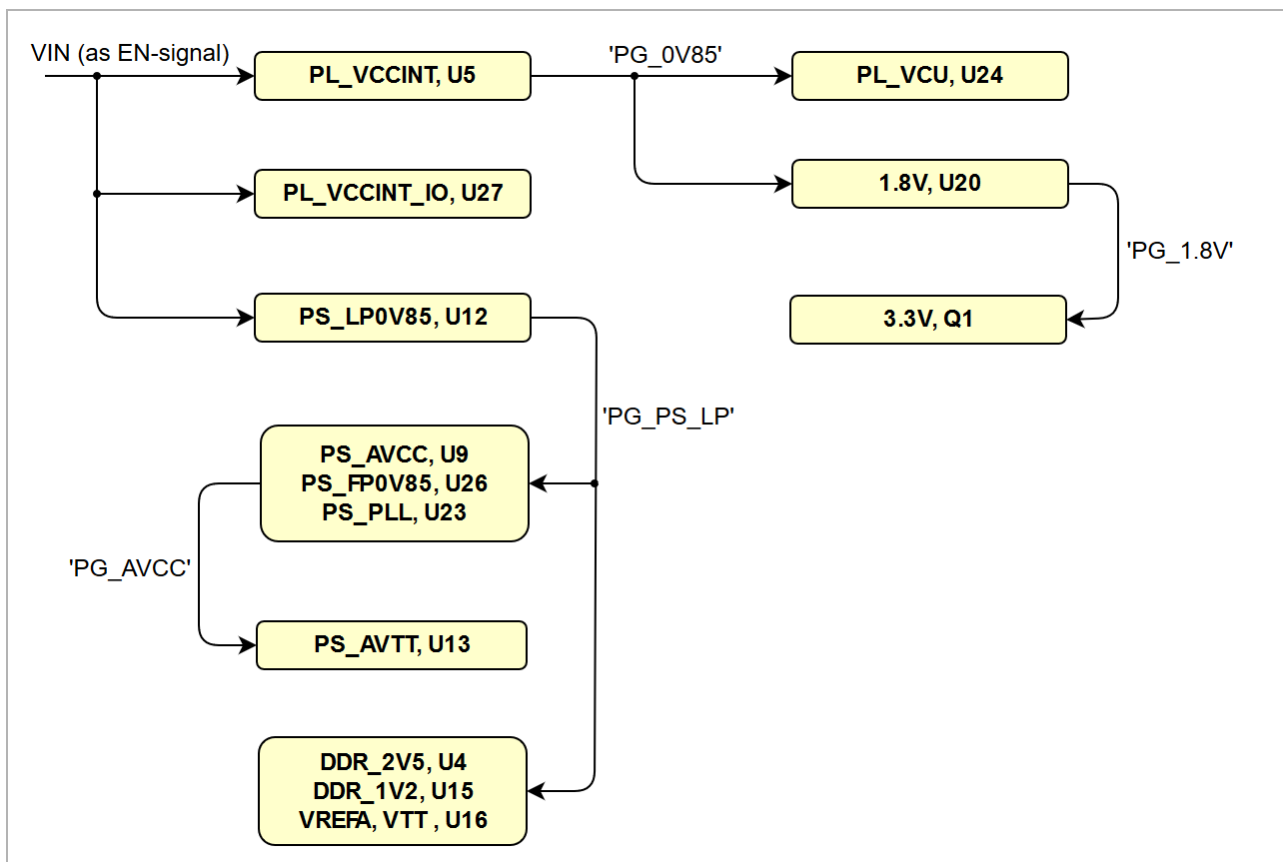 VIN (as EN-signal)
PL_VCCINT, U5
'PG_0V85'
PL_VCU, U24
PL_VCCINT_IO, U27
1.8V, U20
'PG_1.8V'
PS_LP0V85, U12
3.3V, Q1
'PG_PS_LP'
PS_AVCC, U9
PS_FP0V85, U26
PS_PLL, U23
'PG_AVCC'
PS_AVTT, U13
DDR_2V5, U4
DDR_1V2, U15
VREFA, VTT , U16